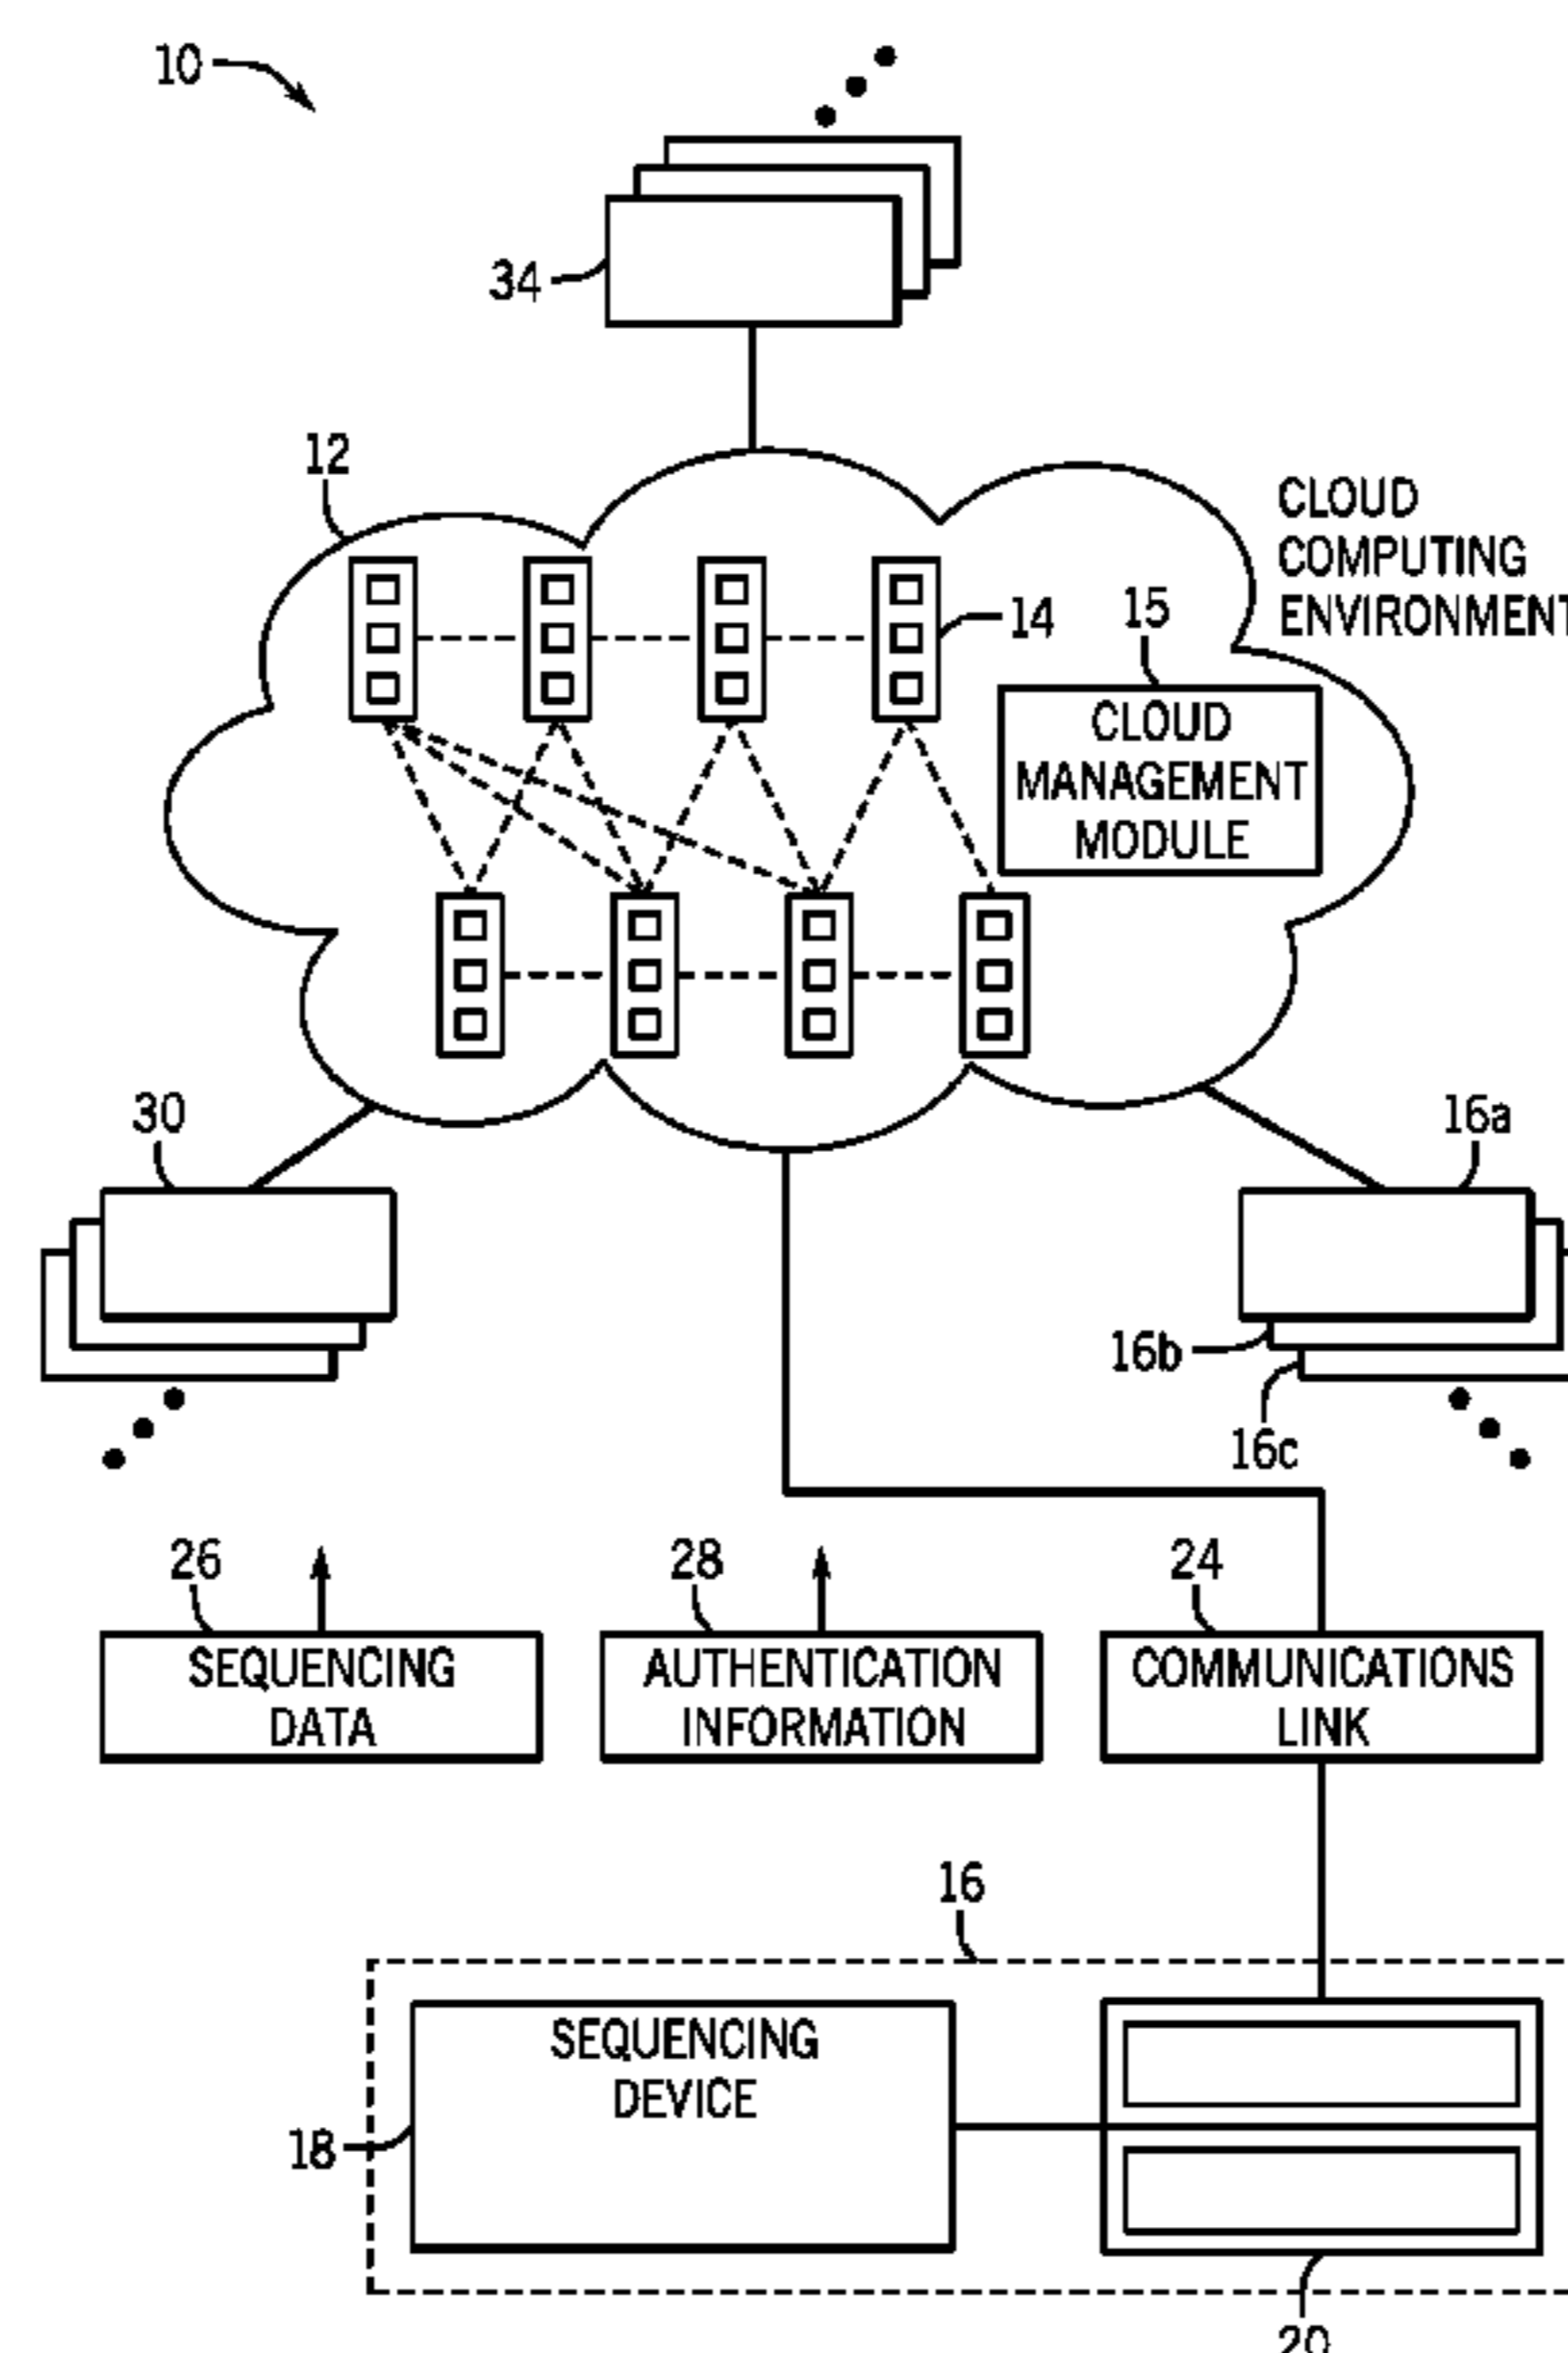 10
34
12
CLOUD
COMPUTING
ENVIRONMENT
14
15
CLOUD
MANAGEMENT
MODULE
30
16a
16b
16c
26
28
24
SEQUENCING
DATA
AUTHENTICATION
INFORMATION
COMMUNICATIONS
LINK
16
SEQUENCING
DEVICE
18
20